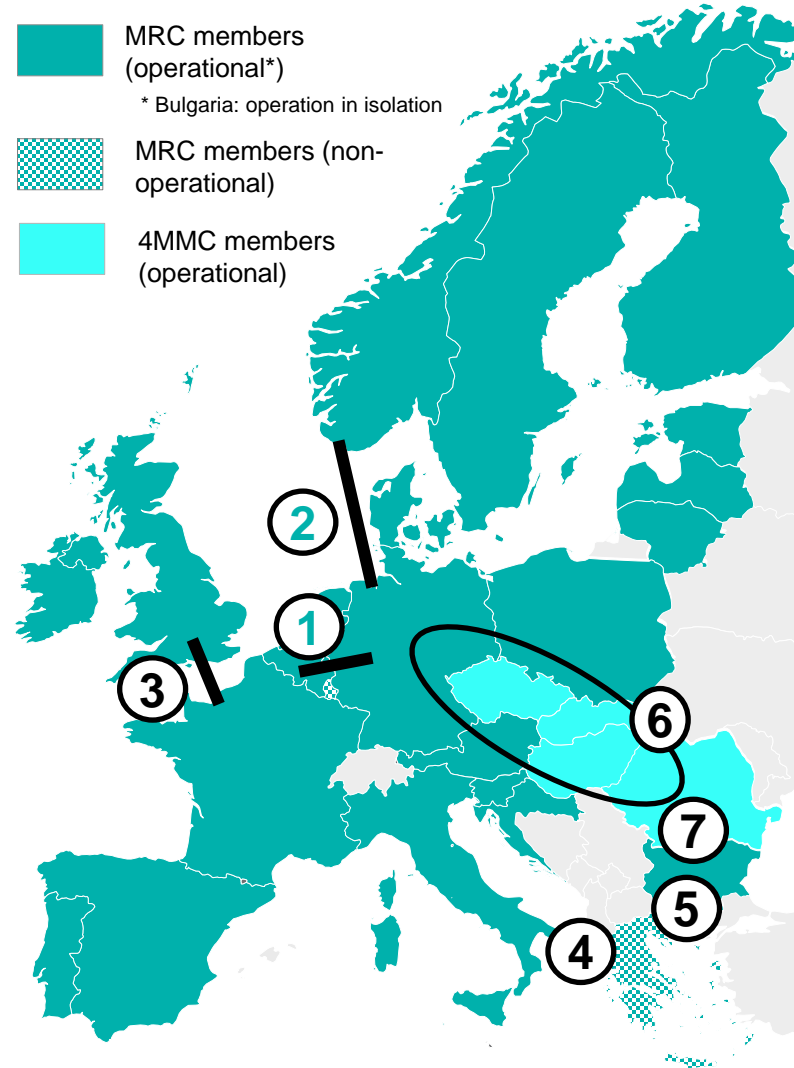 MRC members
(operational*)
* Bulgaria: operation in isolation
MRC members (non-
operational)
4MMC members
(operational)
2
1
3
6
7
5
4